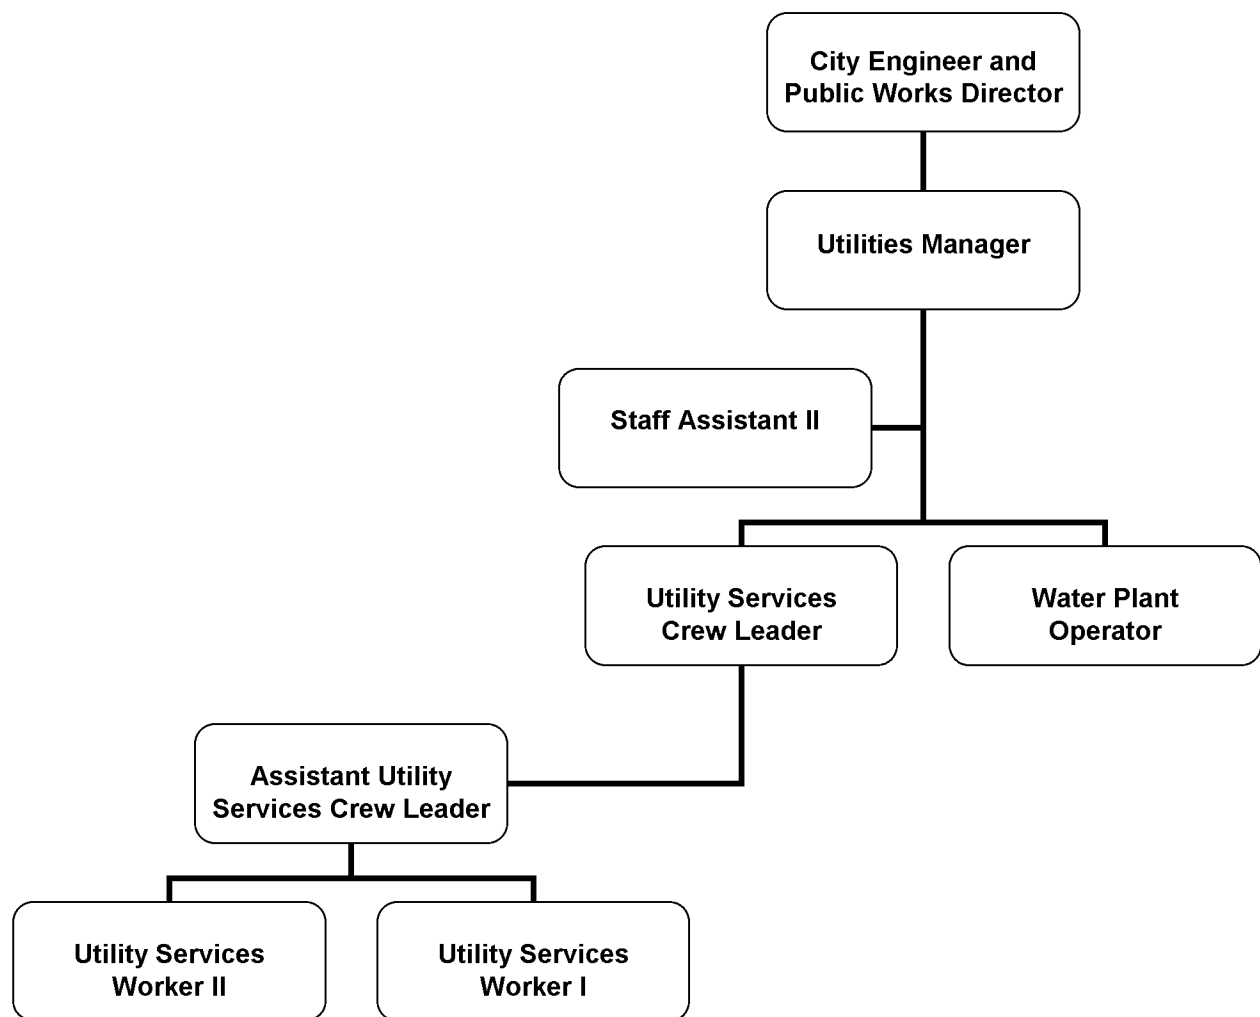 City Engineer and
Public Works Director
Utilities Manager
Staff Assistant II
Utility Services
Crew Leader
Water Plant
Operator
Assistant Utility
Services Crew Leader
Utility Services
Worker II
Utility Services
Worker I